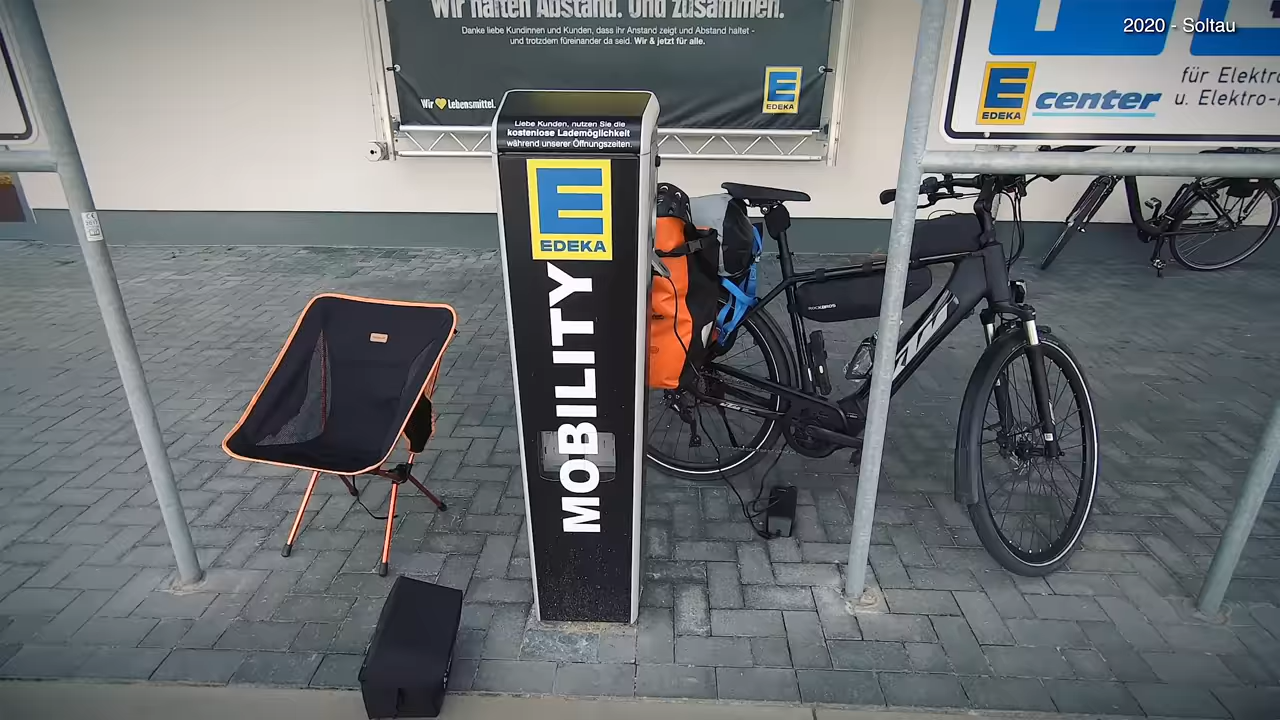 Wir halten Abstand. Und zusammen.
Danke liebe Kundinnen und Kunden, dass ihr Anstand zeigt und Abstand haltet -
und trotzdem füreinander da seid. Wir & jetzt für alle.
Wir 💛 Lebensmittel.
E
EDEKA
2020 - Soltau
für Elektro
u. Elektro-
E
EDEKA
center
Liebe Kunden, nutzen Sie die
kostenlose Lademöglichkeit
während unserer Öffnungszeiten.
E
EDEKA
MOBILITY
ROCKBROS
KTM